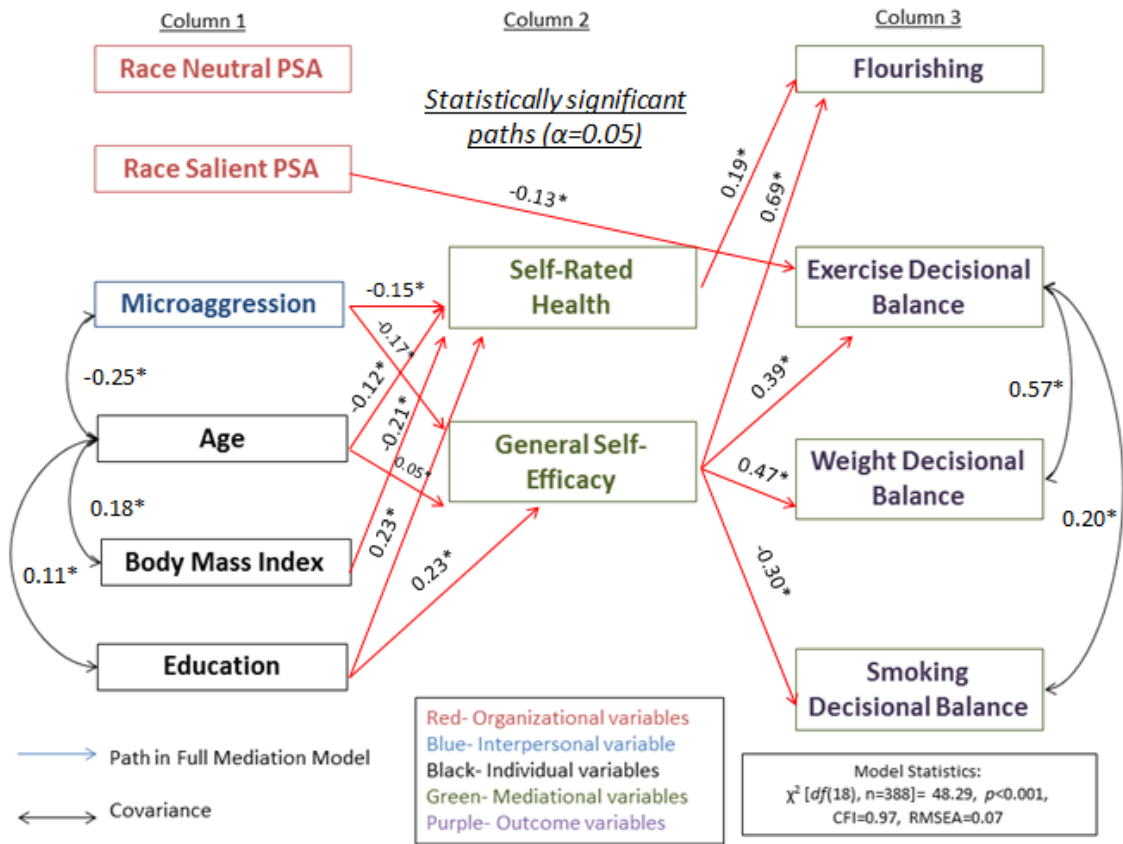 Column 1
Column 2
Column 3
Race Neutral PSA
Flourishing
Statistically significant
paths (α=0.05)
Race Salient PSA
-0.13*
0.19*
0.69*
Microaggression
Self-Rated
Health
Exercise Decisional
Balance
-0.15*
-0.17*
-0.12*
-0.25*
-0.21*
0.39*
0.57*
Age
General Self-
Efficacy
Weight Decisional
Balance
0.05*
0.47*
0.18*
0.23*
0.20*
Body Mass Index
0.11*
0.23*
-0.30*
Education
Smoking
Decisional Balance
Path in Full Mediation Model
Covariance
Red- Organizational variables
Blue- Interpersonal variable
Black- Individual variables
Green- Mediational variables
Purple- Outcome variables
Model Statistics:
χ² [df(18), n=388]= 48.29, p<0.001,
CFI=0.97, RMSEA=0.07